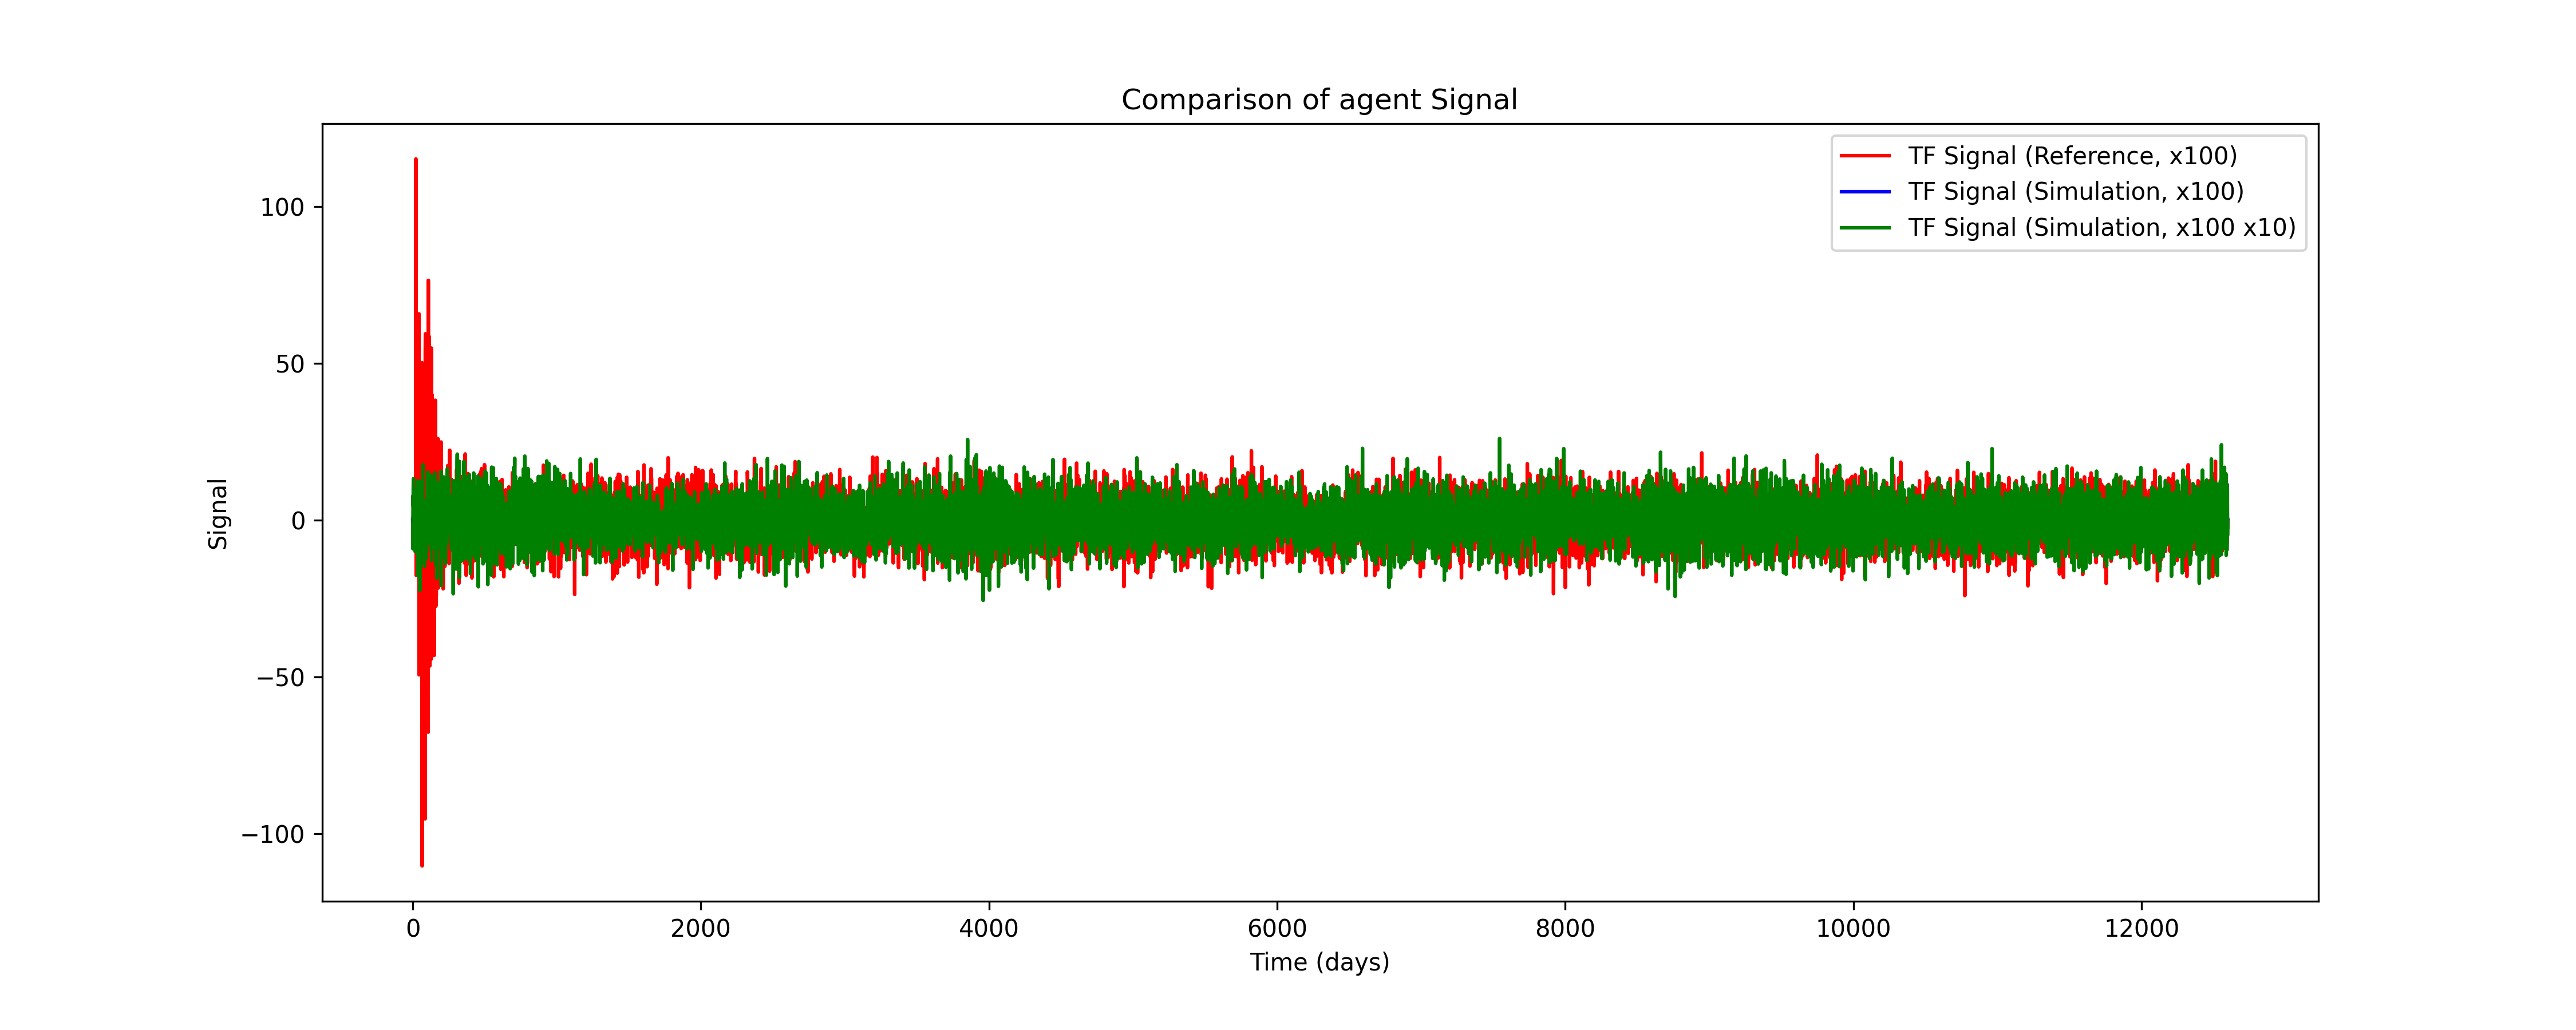 Comparison of agent Signal
TF Signal (Reference, x100)
TF Signal (Simulation, x100)
TF Signal (Simulation, x100 x10)
100
50
0
−50
−100
Signal
0 2000 4000 6000 8000 10000 12000
Time (days)